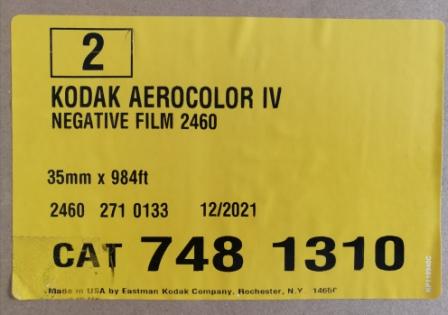 2
KODAK AEROCOLOR IV
NEGATIVE FILM 2460
35mm x 984ft
2460 271 0133 12/2021
CAT 748 1310
Made in USA by Eastman Kodak Company, Rochester, N.Y.